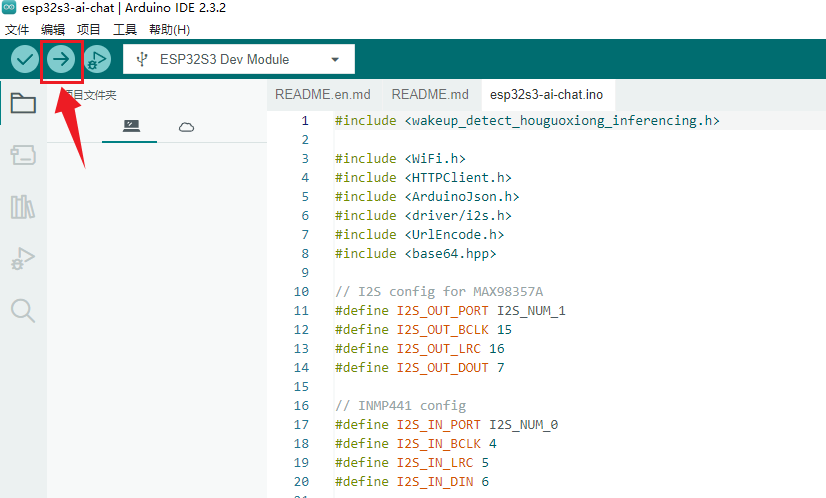 esp32s3-ai-chat | Arduino IDE 2.3.2
文件 编辑 项目 工具 帮助(H)
ESP32S3 Dev Module
项目文件夹
README.en.md README.md esp32s3-ai-chat.ino
1 #include <wakeup_detect_houguoxiong_inferencing.h>
2
3 #include <WiFi.h>
4 #include <HTTPClient.h>
5 #include <ArduinoJson.h>
6 #include <driver/i2s.h>
7 #include <UrlEncode.h>
8 #include <base64.hpp>
9
10 // I2S config for MAX98357A
11 #define I2S_OUT_PORT I2S_NUM_1
12 #define I2S_OUT_BCLK 15
13 #define I2S_OUT_LRC 16
14 #define I2S_OUT_DOUT 7
15
16 // INMP441 config
17 #define I2S_IN_PORT I2S_NUM_0
18 #define I2S_IN_BCLK 4
19 #define I2S_IN_LRC 5
20 #define I2S_IN_DIN 6